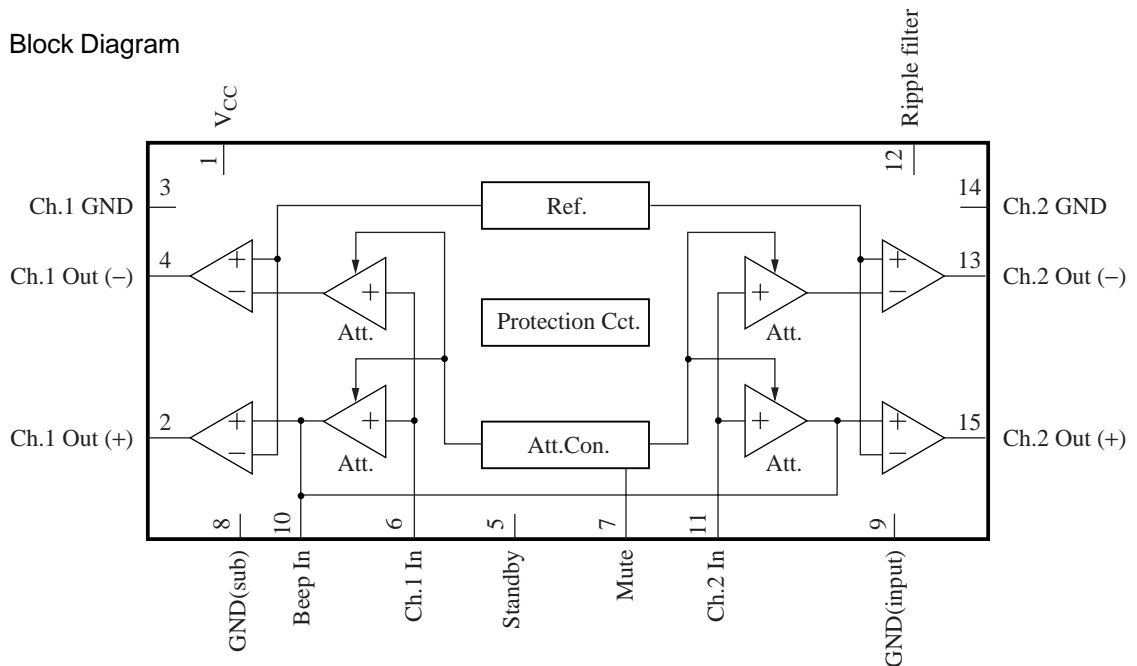 Block Diagram
V_CC
Ripple filter
1
12
3
14
Ch.1 GND
Ref.
Ch.2 GND
4
+
−
+
−
13
Ch.1 Out (−)
Ch.2 Out (−)
+
+
Att.
Protection Cct.
Att.
2
+
−
+
−
15
Ch.1 Out (+)
Ch.2 Out (+)
+
+
Att.
Att.Con.
Att.
8
10
6
5
7
11
9
GND(sub)
Beep In
Ch.1 In
Standby
Mute
Ch.2 In
GND(input)